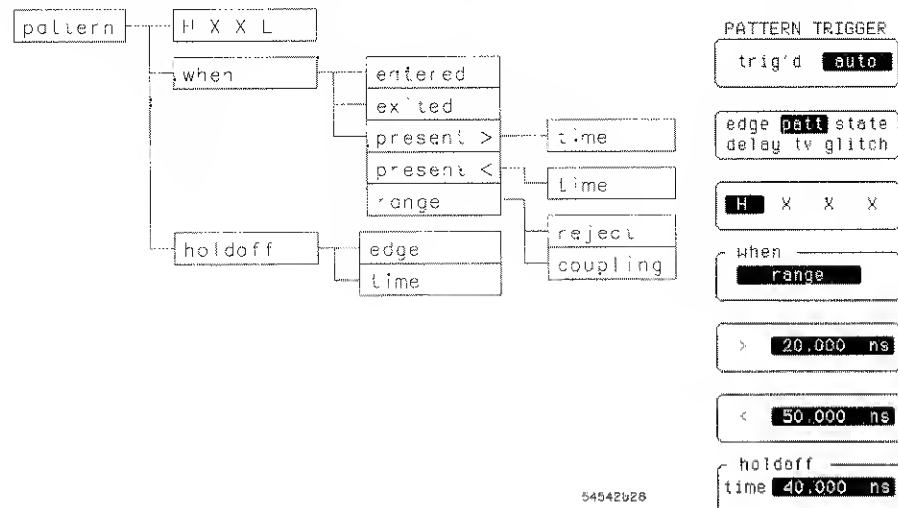 pattern
H X X L
when
entered
exited
present >
time
present <
time
range
reject
coupling
holdoff
edge
time
54542b28
PATTERN TRIGGER
trig'd auto
edge patt state
delay tv glitch
H X X X
when
range
> 20.000 ns
< 50.000 ns
holdoff
time 40.000 ns